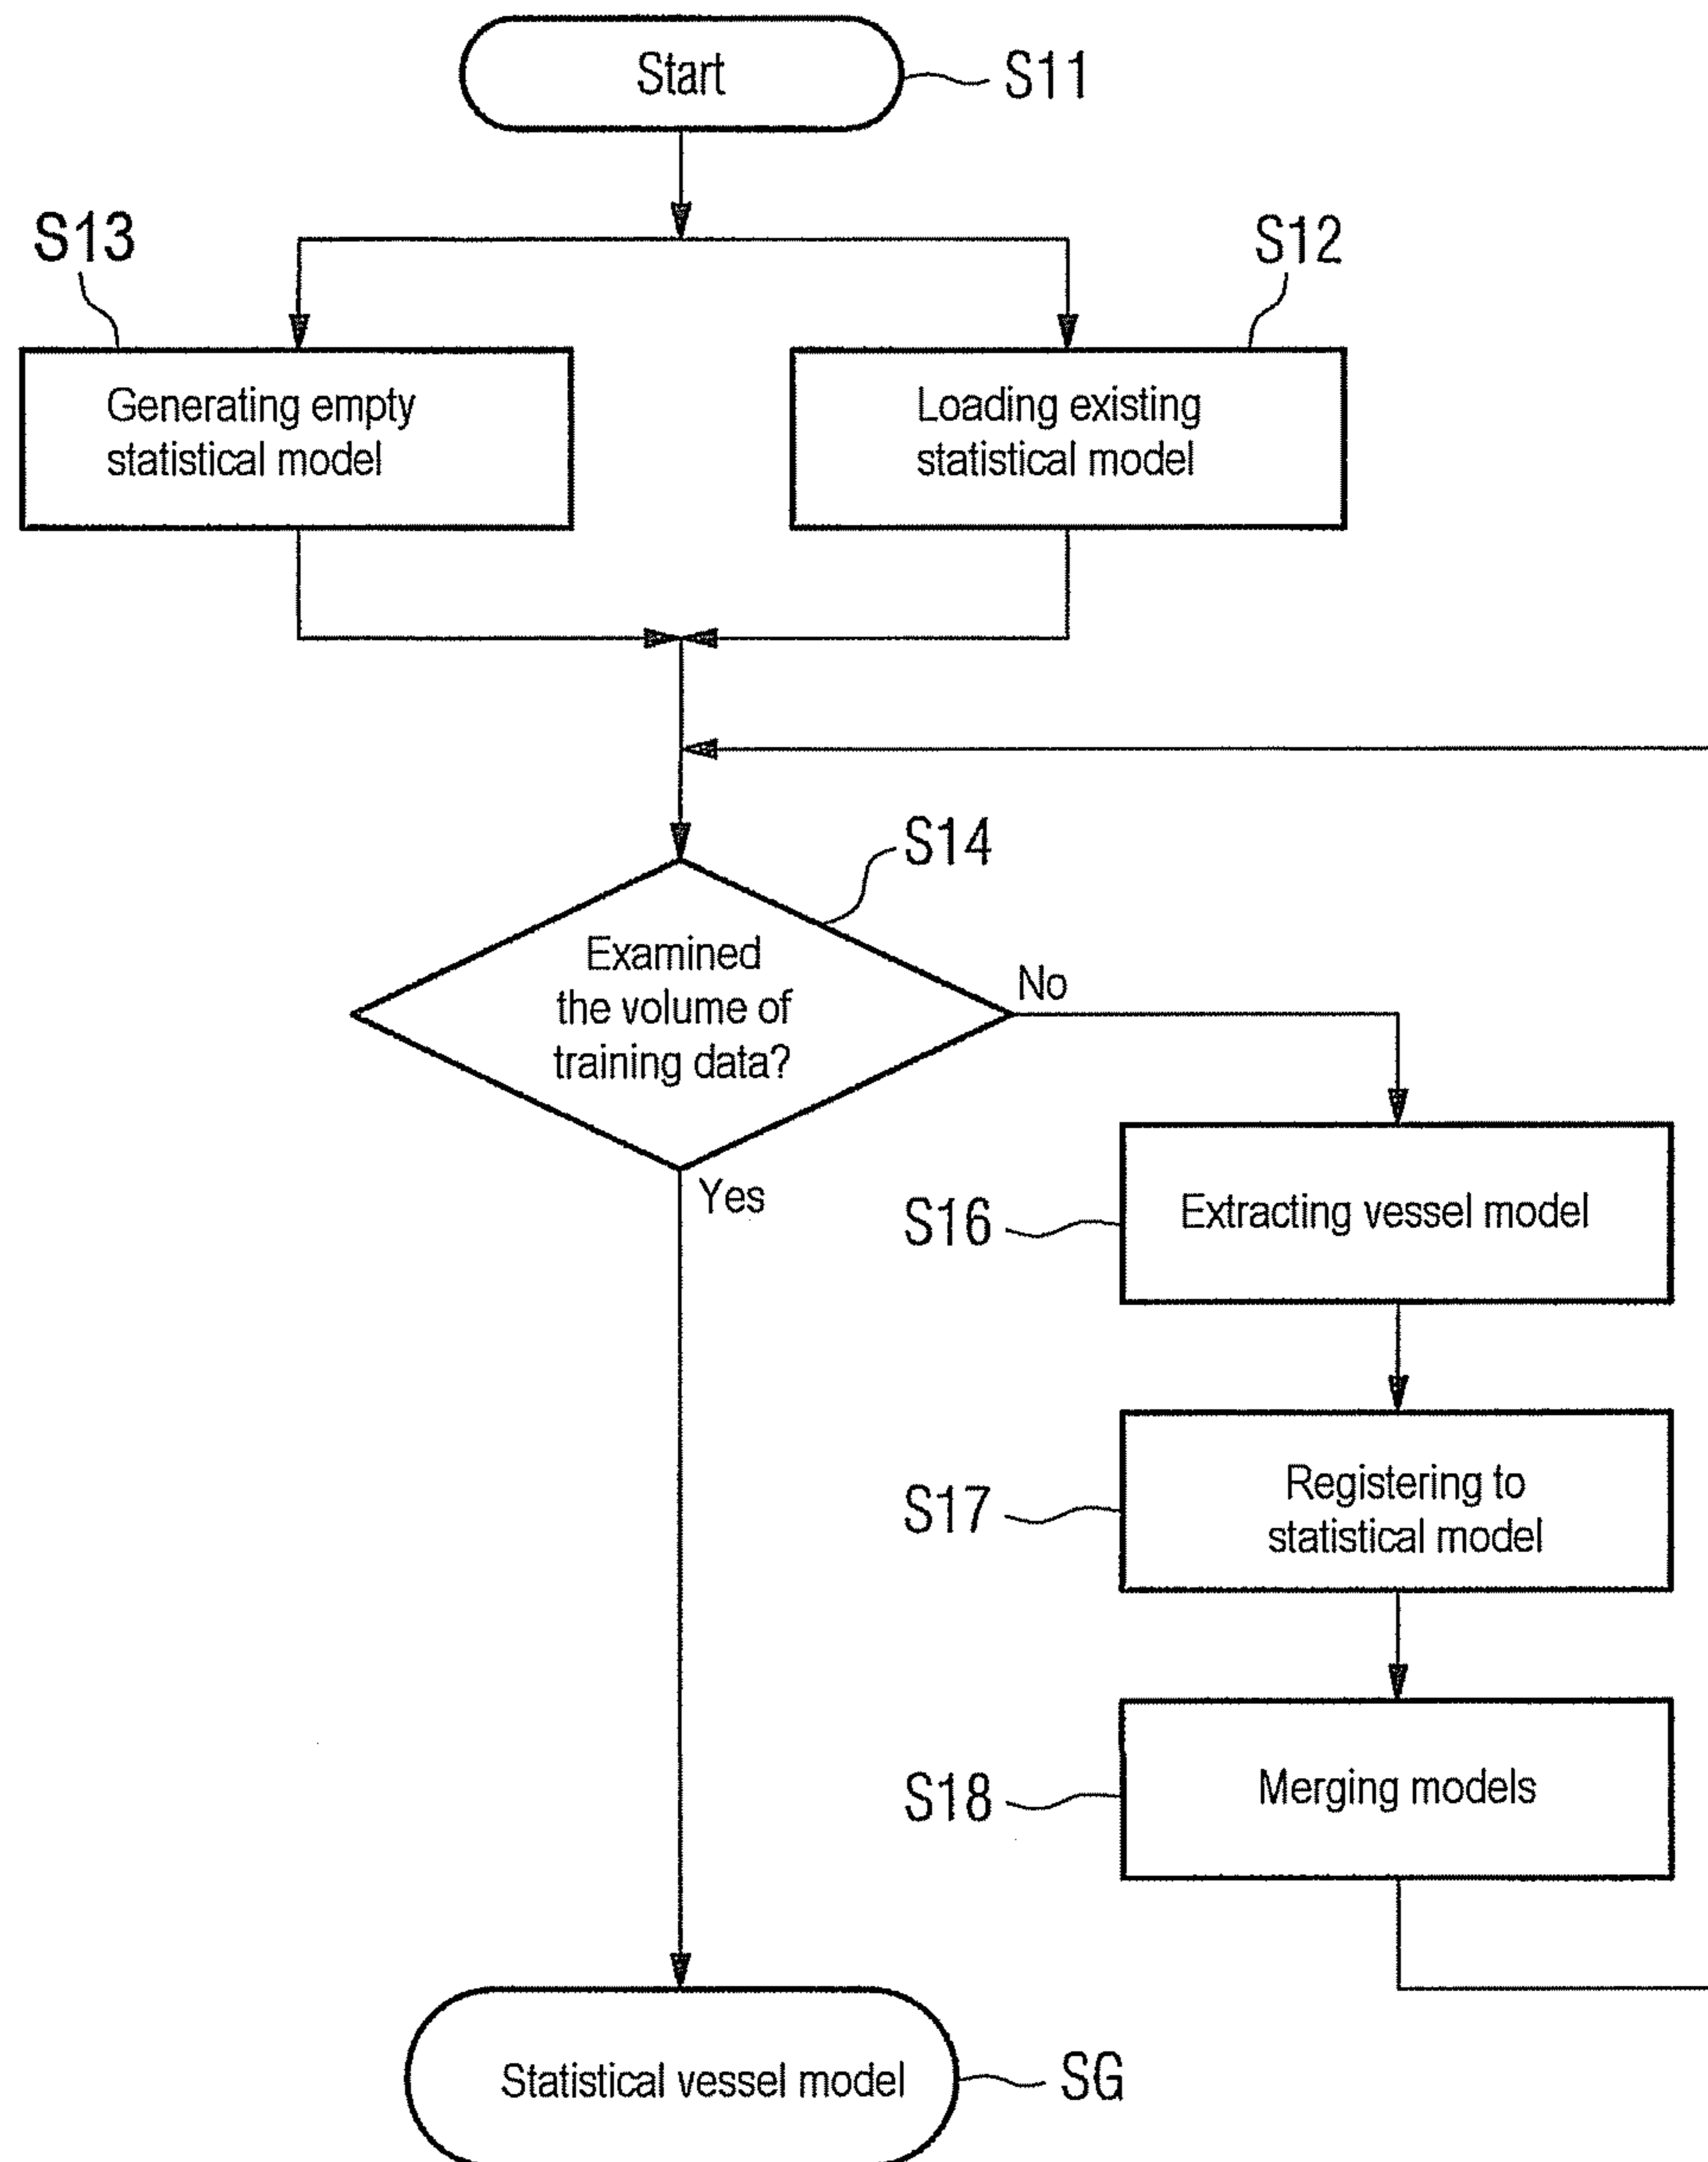 Start
S11
S13
S12
Generating empty
statistical model
Loading existing
statistical model
S14
Examined
the volume of
training data?
No
Yes
S16
Extracting vessel model
S17
Registering to
statistical model
S18
Merging models
Statistical vessel model
SG